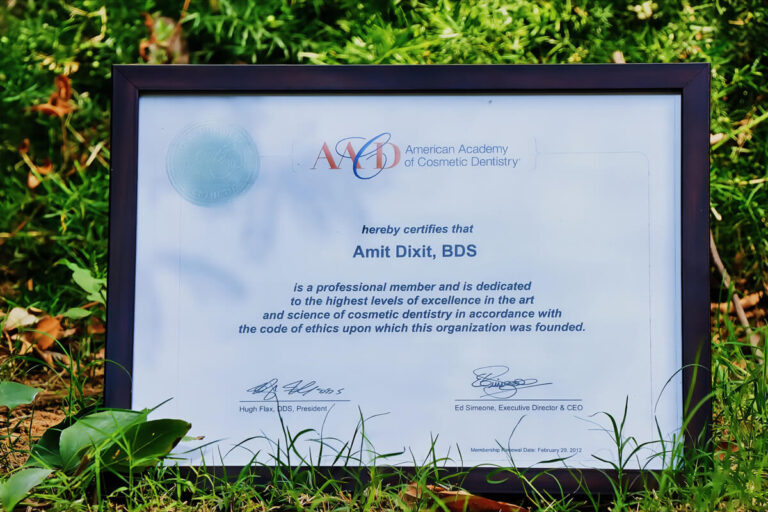 AACD American Academy
of Cosmetic Dentistry
hereby certifies that
Amit Dixit, BDS
is a professional member and is dedicated
to the highest levels of excellence in the art
and science of cosmetic dentistry in accordance with
the code of ethics upon which this organization was founded.
Hugh Flax, DDS, President
Ed Simeone, Executive Director & CEO
Membership Renewal Date: February 29, 2012